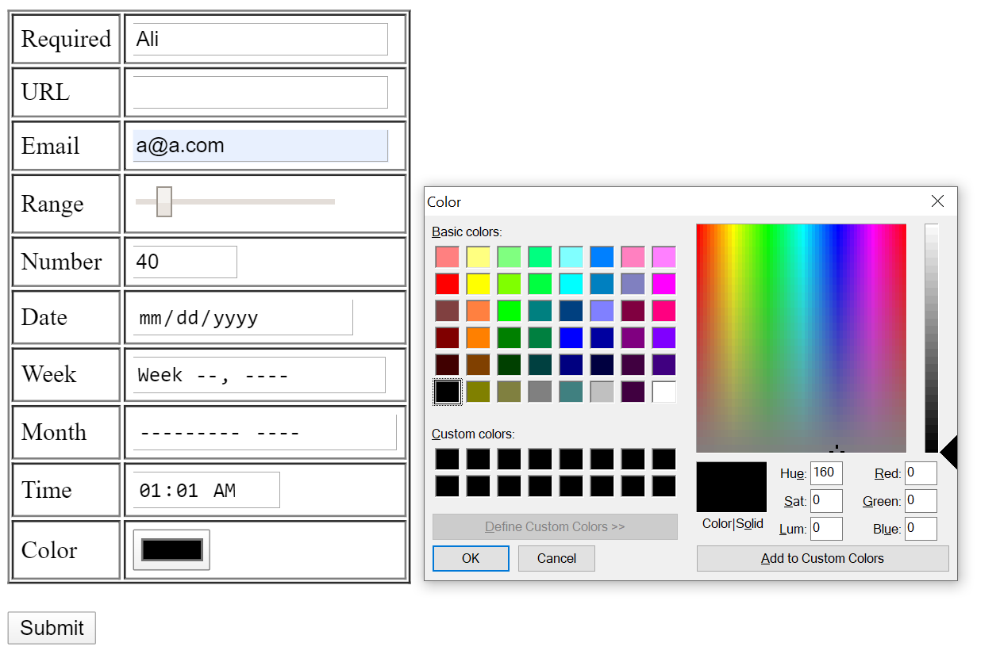 Required Ali
URL
Email a@a.com
Range
Number 40
Date mm/dd/yyyy
Week Week --, ----
Month --------- ----
Time 01:01 AM
Color
Submit
Color
Basic colors:
Custom colors:
Define Custom Colors >>
OK Cancel
Hue: 160 Red: 0
Sat: 0 Green: 0
Color|Solid
Lum: 0 Blue: 0
Add to Custom Colors